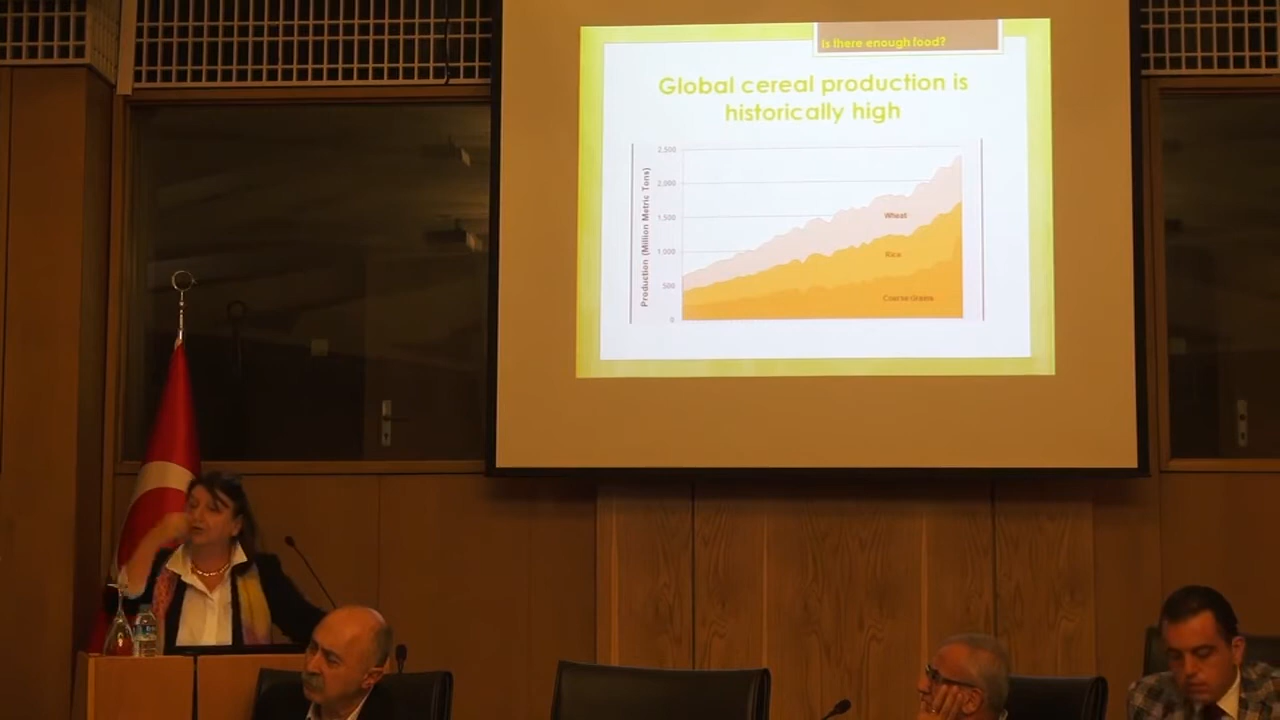 Is there enough food?
Global cereal production is
historically high
Production (Million Metric Tons)
2,500
2,000
1,500
1,000
500
0
Wheat
Rice
Coarse Grains